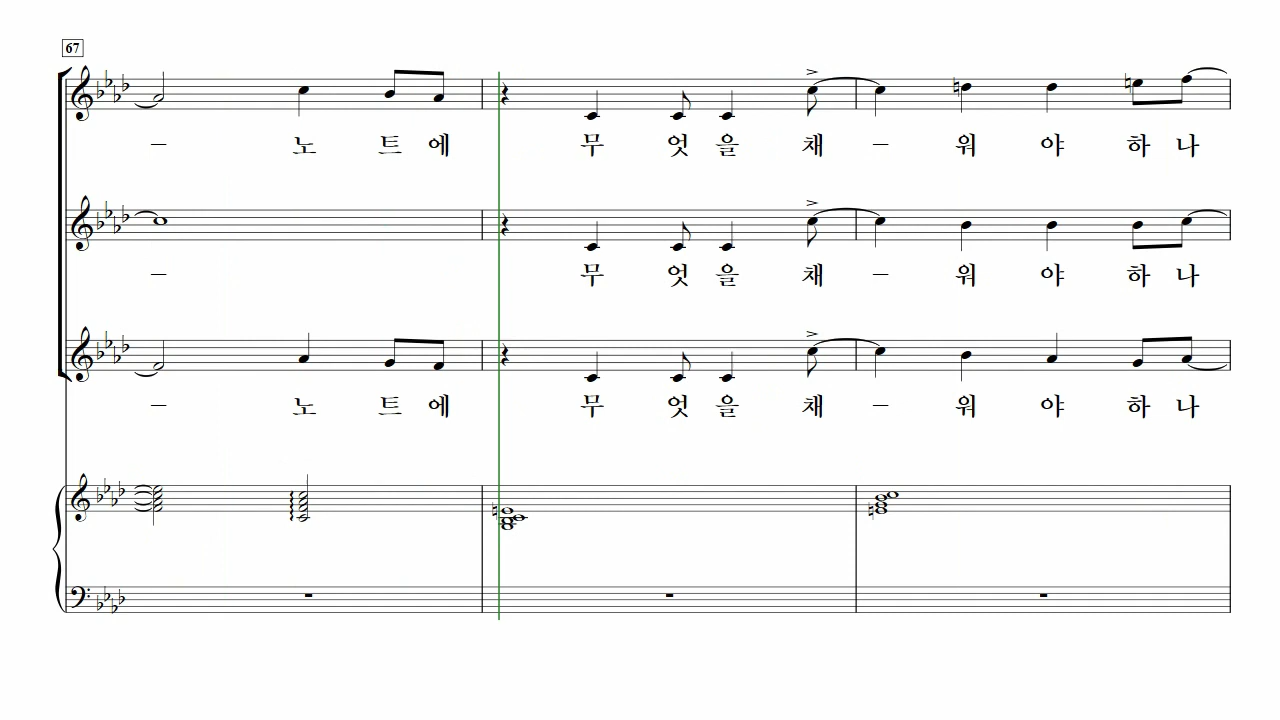 67
– 노 트 에 무 엇 을 채 – 워 야 하 나
– 무 엇 을 채 – 워 야 하 나
– 노 트 에 무 엇 을 채 – 워 야 하 나